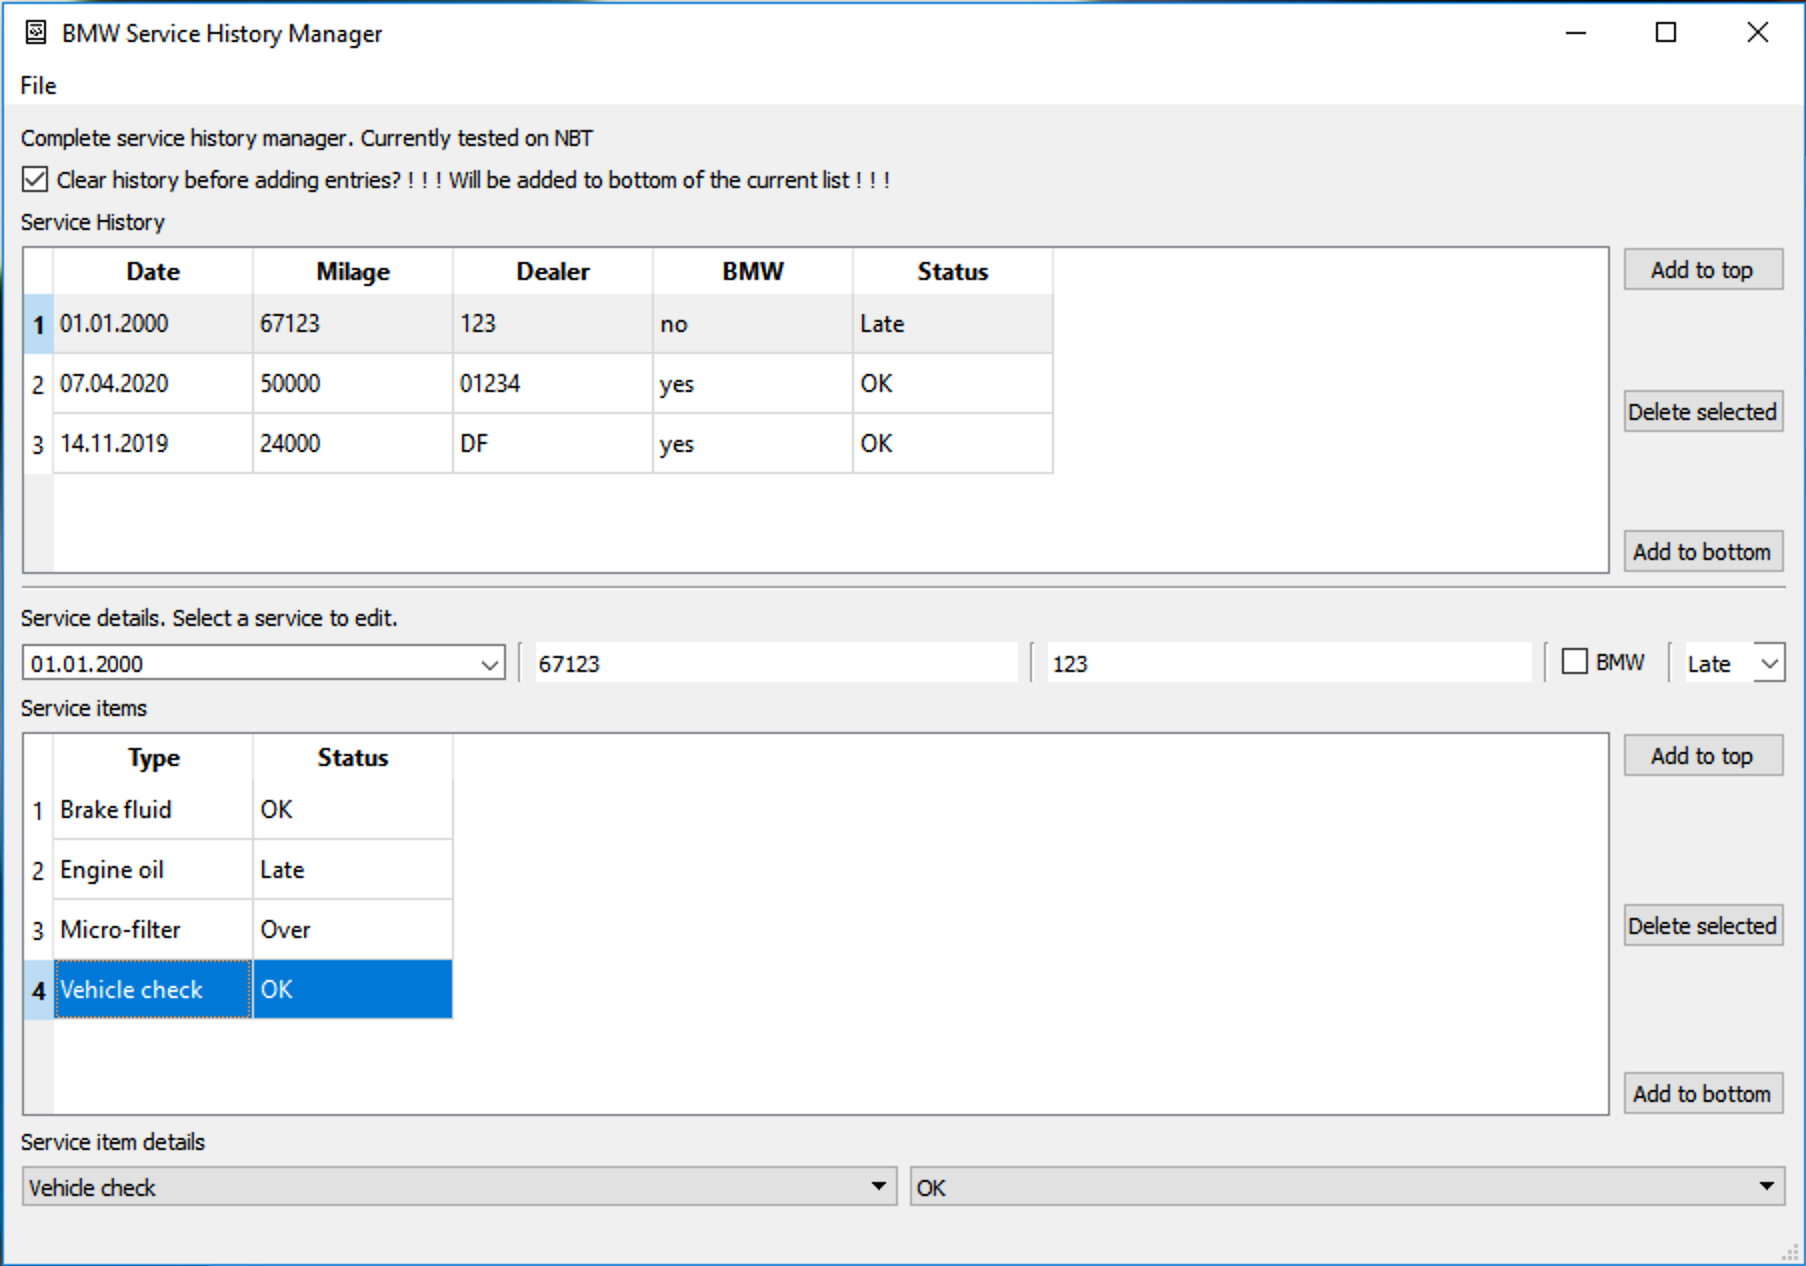 BMW Service History Manager
File
Complete service history manager. Currently tested on NBT
Clear history before adding entries? ! ! ! Will be added to bottom of the current list ! ! !
Service History
Date Milage Dealer BMW Status
1 01.01.2000 67123 123 no Late
2 07.04.2020 50000 01234 yes OK
3 14.11.2019 24000 DF yes OK
Add to top
Delete selected
Add to bottom
Service details. Select a service to edit.
01.01.2000 67123 123 BMW Late
Service items
Type Status
1 Brake fluid OK
2 Engine oil Late
3 Micro-filter Over
4 Vehicle check OK
Add to top
Delete selected
Add to bottom
Service item details
Vehicle check OK